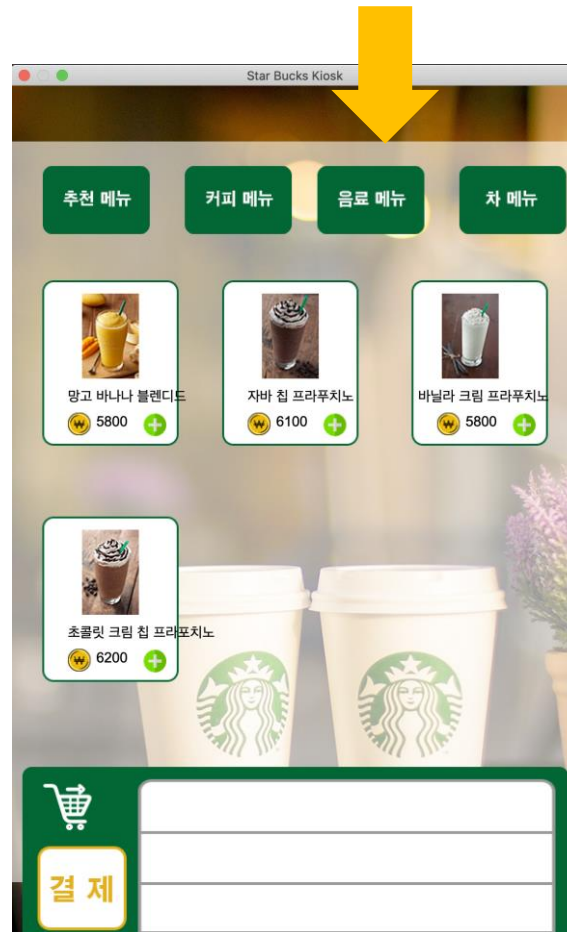 Star Bucks Kiosk
추천 메뉴
커피 메뉴
음료 메뉴
차 메뉴
망고 바나나 블렌디드
5800
자바 칩 프라푸치노
6100
바닐라 크림 프라푸치노
5800
초콜릿 크림 칩 프라포치노
6200
결 제